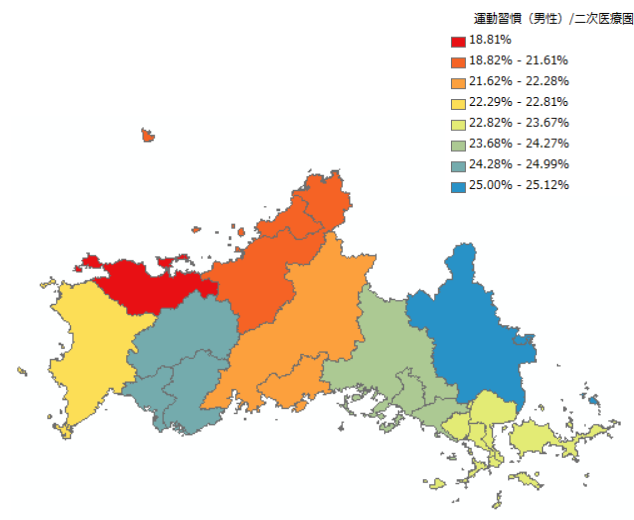 運動習慣（男性）/二次医療圏
18.81%
18.82% - 21.61%
21.62% - 22.28%
22.29% - 22.81%
22.82% - 23.67%
23.68% - 24.27%
24.28% - 24.99%
25.00% - 25.12%